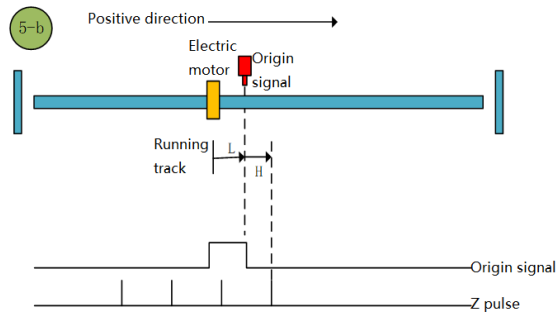 5-b
Positive direction
Electric
motor
Origin
signal
Running
track
L
H
Origin signal
Z pulse